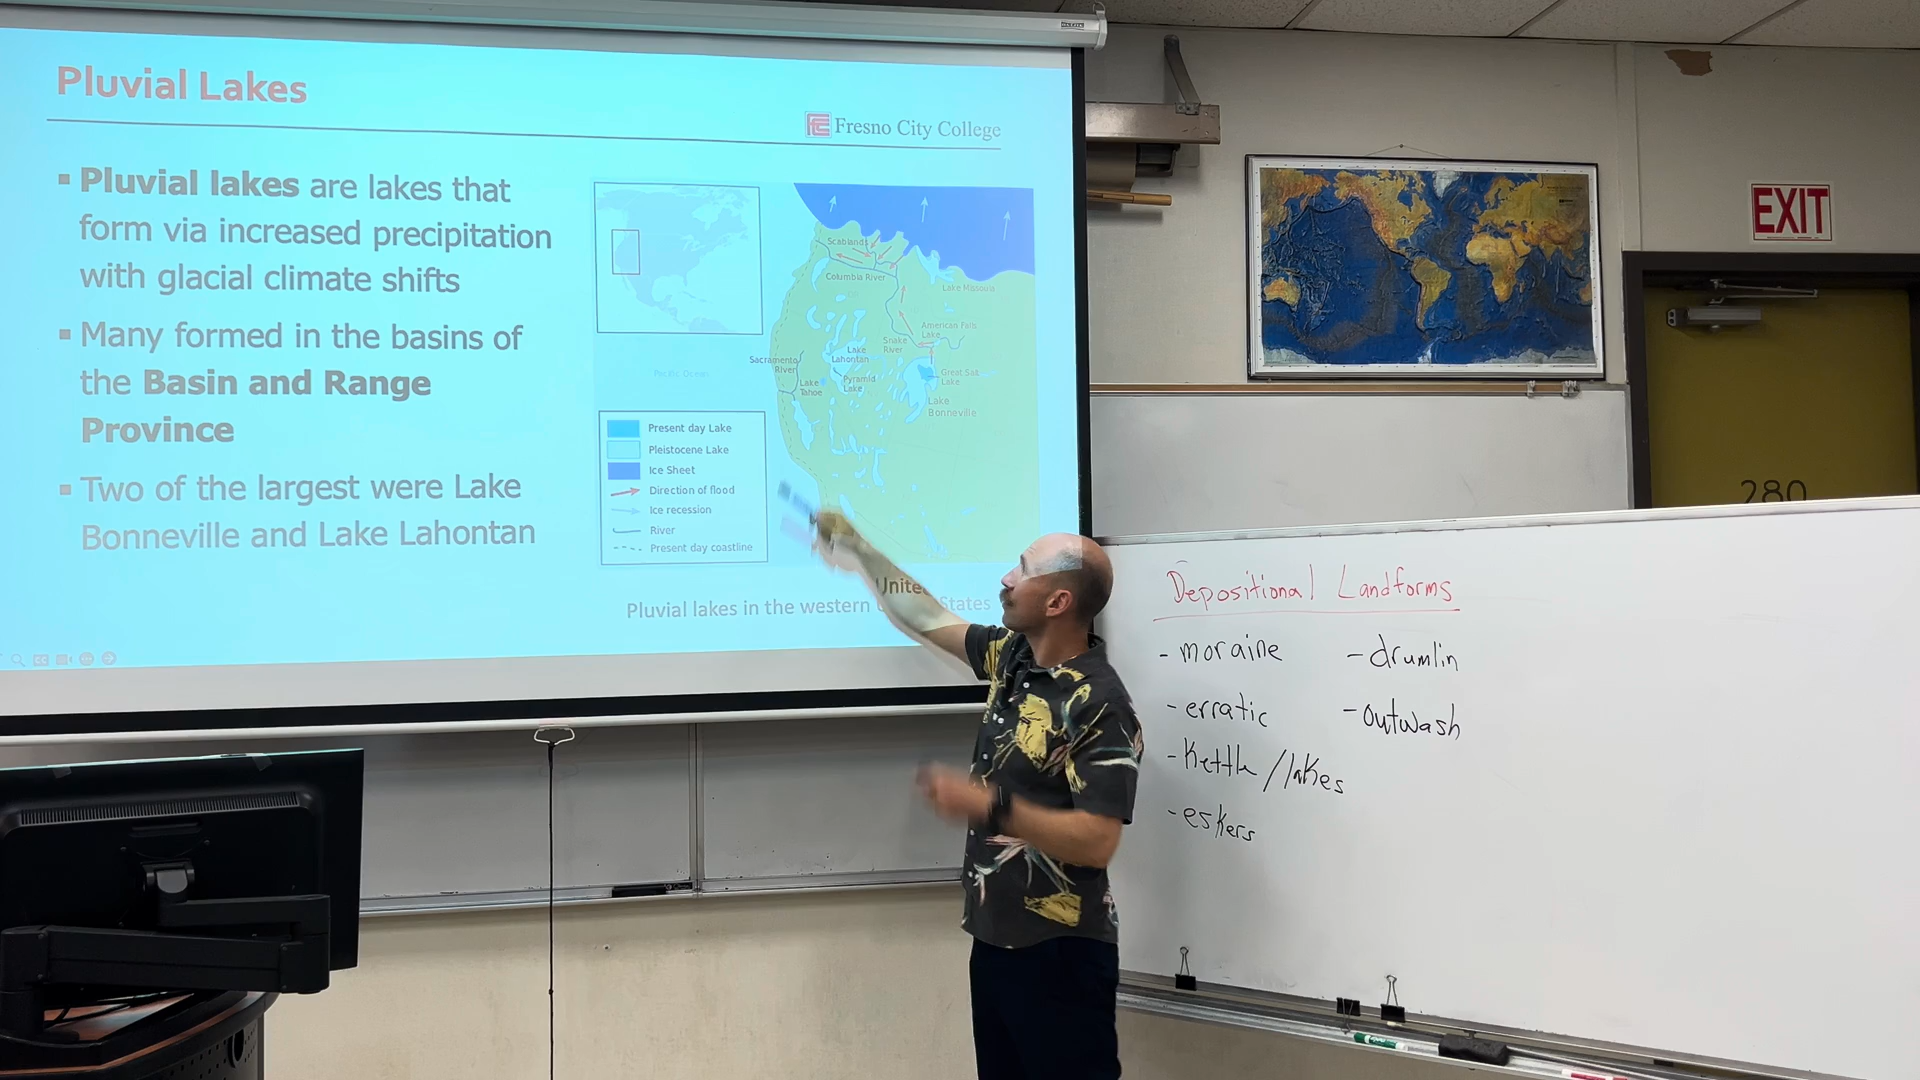 Pluvial Lakes
Fresno City College
▪ Pluvial lakes are lakes that
form via increased precipitation
with glacial climate shifts
▪ Many formed in the basins of
the Basin and Range
Province
▪ Two of the largest were Lake
Bonneville and Lake Lahontan
Scablands
Columbia River
Lake Missoula
American Falls
Lake
Snake
River
Lake
Lahontan
Sacramento
River
Pyramid
Lake
Lake
Tahoe
Great Salt
Lake
Lake
Bonneville
Pacific Ocean
Present day Lake
Pleistocene Lake
Ice Sheet
Direction of flood
Ice recession
River
Present day coastline
Pluvial lakes in the western United States
EXIT
280
Depositional Landforms
- moraine
- drumlin
- erratic
- outwash
- Kettle/lakes
- eskers